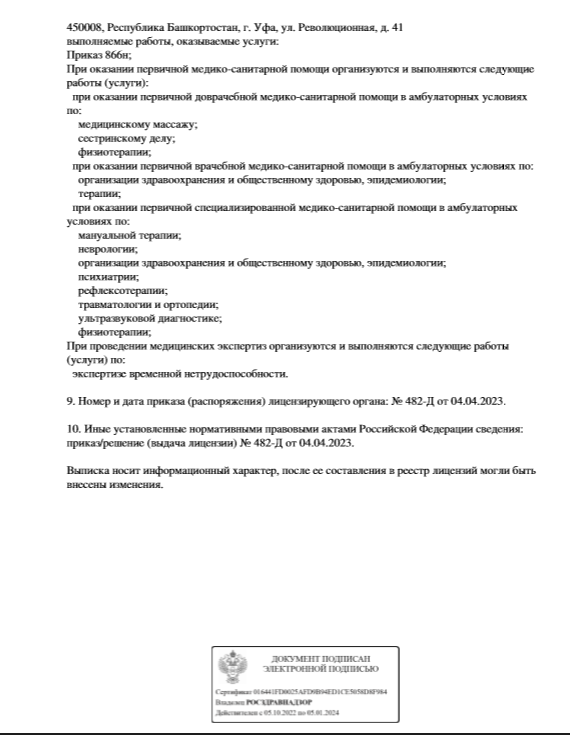 450008, Республика Башкортостан, г. Уфа, ул. Революционная, д. 41
выполняемые работы, оказываемые услуги:
Приказ 866н;
При оказании первичной медико-санитарной помощи организуются и выполняются следующие
работы (услуги):
при оказании первичной доврачебной медико-санитарной помощи в амбулаторных условиях
по:
медицинскому массажу;
сестринскому делу;
физиотерапии;
при оказании первичной врачебной медико-санитарной помощи в амбулаторных условиях по:
организации здравоохранения и общественному здоровью, эпидемиологии;
терапии;
при оказании первичной специализированной медико-санитарной помощи в амбулаторных
условиях по:
мануальной терапии;
неврологии;
организации здравоохранения и общественному здоровью, эпидемиологии;
психиатрии;
рефлексотерапии;
травматологии и ортопедии;
ультразвуковой диагностике;
физиотерапии;
При проведении медицинских экспертиз организуются и выполняются следующие работы
(услуги) по:
экспертизе временной нетрудоспособности.
9. Номер и дата приказа (распоряжения) лицензирующего органа: № 482-Д от 04.04.2023.
10. Иные установленные нормативными правовыми актами Российской Федерации сведения:
приказ/решение (выдача лицензии) № 482-Д от 04.04.2023.
Выписка носит информационный характер, после ее составления в реестр лицензий могли быть
внесены изменения.
ДОКУМЕНТ ПОДПИСАН
ЭЛЕКТРОННОЙ ПОДПИСЬЮ
Сертификат
Владелец РОСЗДРАВНАДЗОР
Действителен с 05.10.2022 по 05.01.2024